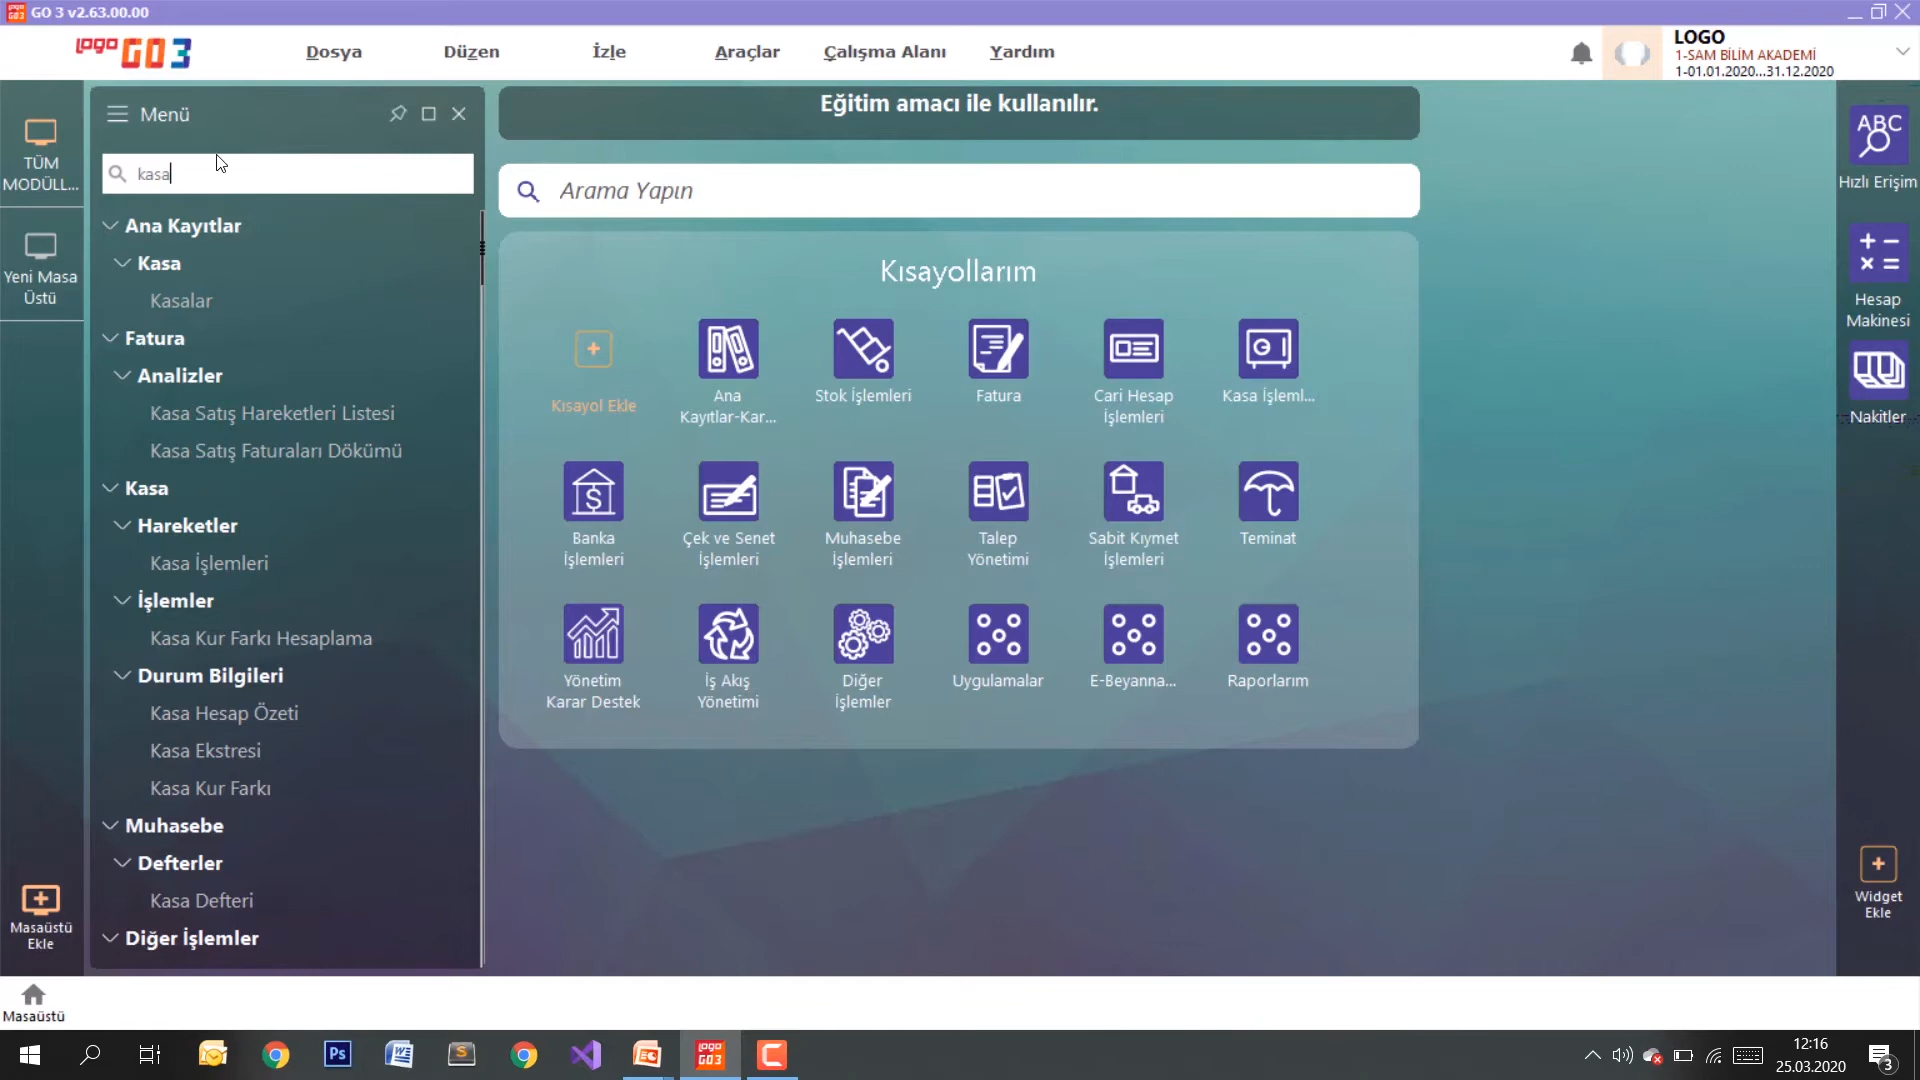 GO 3 v2.63.00.00
logo GO 3
Dosya
Düzen
İzle
Araçlar
Çalışma Alanı
Yardım
LOGO
1-SAM BİLİM AKADEMİ
1-01.01.2020...31.12.2020
TÜM
MODÜLL...
Yeni Masa
Üstü
Masaüstü
Ekle
Menü
kasa
Ana Kayıtlar
Kasa
Kasalar
Fatura
Analizler
Kasa Satış Hareketleri Listesi
Kasa Satış Faturaları Dökümü
Kasa
Hareketler
Kasa İşlemleri
İşlemler
Kasa Kur Farkı Hesaplama
Durum Bilgileri
Kasa Hesap Özeti
Kasa Ekstresi
Kasa Kur Farkı
Muhasebe
Defterler
Kasa Defteri
Diğer İşlemler
Eğitim amacı ile kullanılır.
Arama Yapın
Kısayollarım
Kısayol Ekle
Ana
Kayıtlar-Kar...
Stok İşlemleri
Fatura
Cari Hesap
İşlemleri
Kasa İşleml...
Banka
İşlemleri
Çek ve Senet
İşlemleri
Muhasebe
İşlemleri
Talep
Yönetimi
Sabit Kıymet
İşlemleri
Teminat
Yönetim
Karar Destek
İş Akış
Yönetimi
Diğer
İşlemler
Uygulamalar
E-Beyanna...
Raporlarım
ABC
Hızlı Erişim
Hesap
Makinesi
Nakitler
Widget
Ekle
Masaüstü
Ps
W
S
logo
GO3
12:16
25.03.2020
3